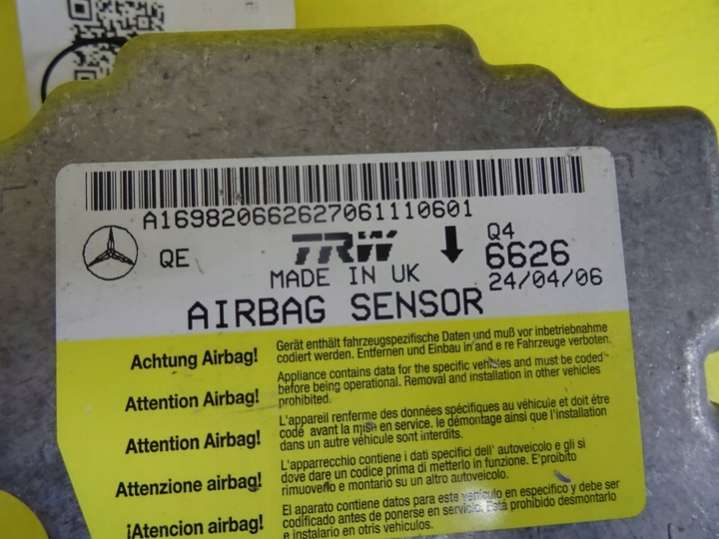 A1698206626270611106​01
QE
TRW
Q4
MADE IN UK
6626
24/04/06
AIRBAG SENSOR
Achtung Airbag!
Gerät enthält fahrzeugspezifische Daten und muß vor inbetriebnahme
codiert werden. Entfernen und Einbau in and e re Fahrzeuge verboten.
Attention Airbag!
Appliance contains data for the specific vehicles and must be coded
before being operational. Removal and installation in other vehicles
prohibited.
Attention Airbag!
L'appareil renferme des données spécifiques au véhicule et doit être
codé avant la mise en service. le démontage ainsi que l'installation
dans un autre véhicule sont interdits.
Attenzione airbag!
L'apparrecchio contiene i dati specifici dell' autoveicolo e gli si
dove dare un codice prima di metterlo in funzione. E'proibito
rimuoverlo e montario su un altro autoveicolo.
¡Atencion airbag!
El aparato contiene datos para este vehículo en especifico y debe ser
codificado antes de ponerse en servicio. Está prohibido desmontarlo
e instalario en otris vehículos.